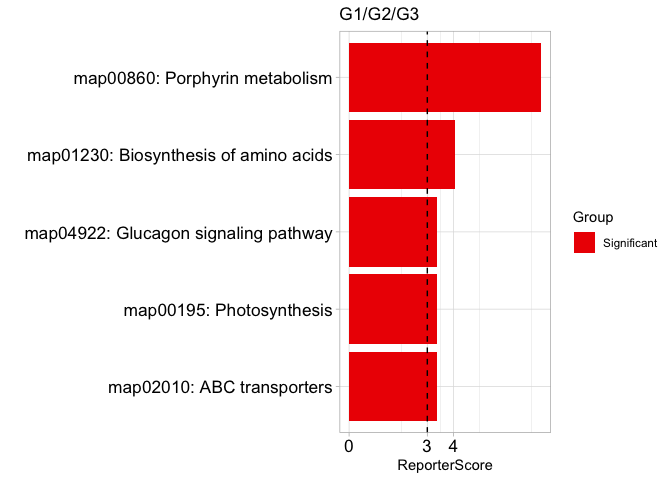 G1/G2/G3
map00860: Porphyrin metabolism
map01230: Biosynthesis of amino acids
map04922: Glucagon signaling pathway
map00195: Photosynthesis
map02010: ABC transporters
0 3 4
ReporterScore
Group
Significant